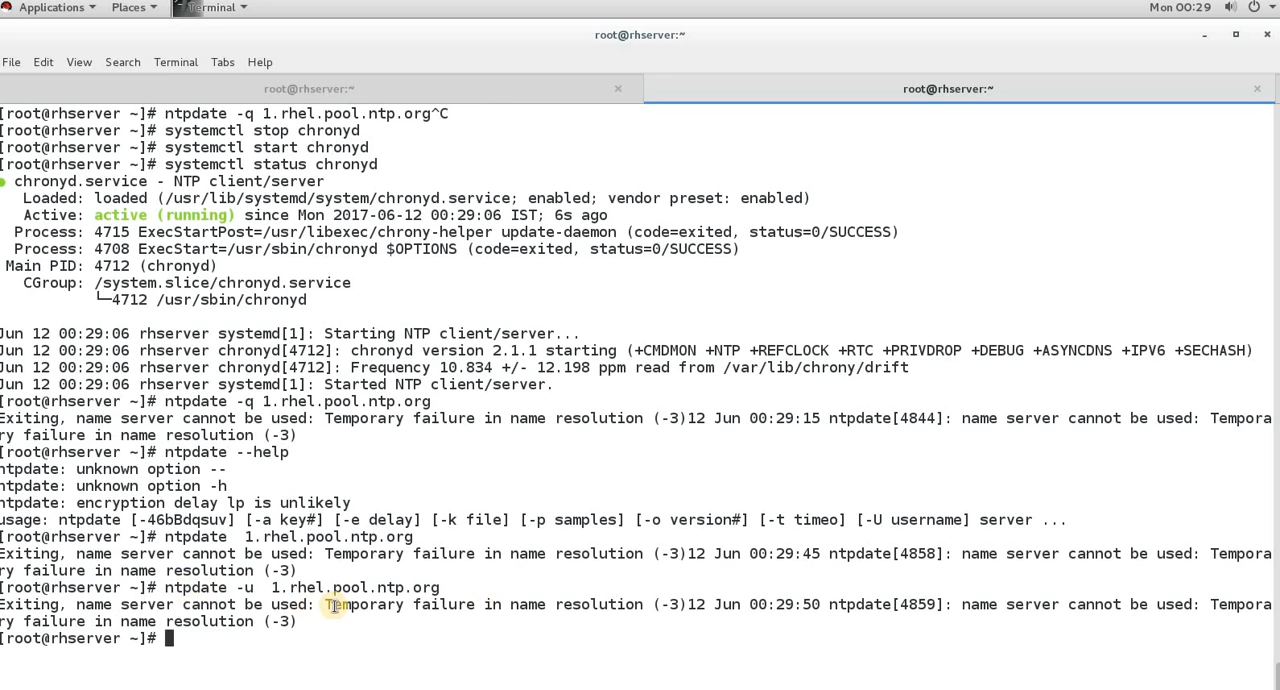 Applications Places Terminal Mon 00:29
root@rhserver:~
File Edit View Search Terminal Tabs Help
root@rhserver:~ × root@rhserver:~ ×
[root@rhserver ~]# ntpdate -q 1.rhel.pool.ntp.org^C
[root@rhserver ~]# systemctl stop chronyd
[root@rhserver ~]# systemctl start chronyd
[root@rhserver ~]# systemctl status chronyd
● chronyd.service - NTP client/server
Loaded: loaded (/usr/lib/systemd/system/chronyd.service; enabled; vendor preset: enabled)
Active: active (running) since Mon 2017-06-12 00:29:06 IST; 6s ago
Process: 4715 ExecStartPost=/usr/libexec/chrony-helper update-daemon (code=exited, status=0/SUCCESS)
Process: 4708 ExecStart=/usr/sbin/chronyd $OPTIONS (code=exited, status=0/SUCCESS)
Main PID: 4712 (chronyd)
CGroup: /system.slice/chronyd.service
└─4712 /usr/sbin/chronyd
Jun 12 00:29:06 rhserver systemd[1]: Starting NTP client/server...
Jun 12 00:29:06 rhserver chronyd[4712]: chronyd version 2.1.1 starting (+CMDMON +NTP +REFCLOCK +RTC +PRIVDROP +DEBUG +ASYNCDNS +IPV6 +SECHASH)
Jun 12 00:29:06 rhserver chronyd[4712]: Frequency 10.834 +/- 12.198 ppm read from /var/lib/chrony/drift
Jun 12 00:29:06 rhserver systemd[1]: Started NTP client/server.
[root@rhserver ~]# ntpdate -q 1.rhel.pool.ntp.org
Exiting, name server cannot be used: Temporary failure in name resolution (-3)12 Jun 00:29:15 ntpdate[4844]: name server cannot be used: Tempora
ry failure in name resolution (-3)
[root@rhserver ~]# ntpdate --help
ntpdate: unknown option --
ntpdate: unknown option -h
ntpdate: encryption delay lp is unlikely
usage: ntpdate [-46bBdqsuv] [-a key#] [-e delay] [-k file] [-p samples] [-o version#] [-t timeo] [-U username] server ...
[root@rhserver ~]# ntpdate  1.rhel.pool.ntp.org
Exiting, name server cannot be used: Temporary failure in name resolution (-3)12 Jun 00:29:45 ntpdate[4858]: name server cannot be used: Tempora
ry failure in name resolution (-3)
[root@rhserver ~]# ntpdate -u  1.rhel.pool.ntp.org
Exiting, name server cannot be used: Temporary failure in name resolution (-3)12 Jun 00:29:50 ntpdate[4859]: name server cannot be used: Tempora
ry failure in name resolution (-3)
[root@rhserver ~]#